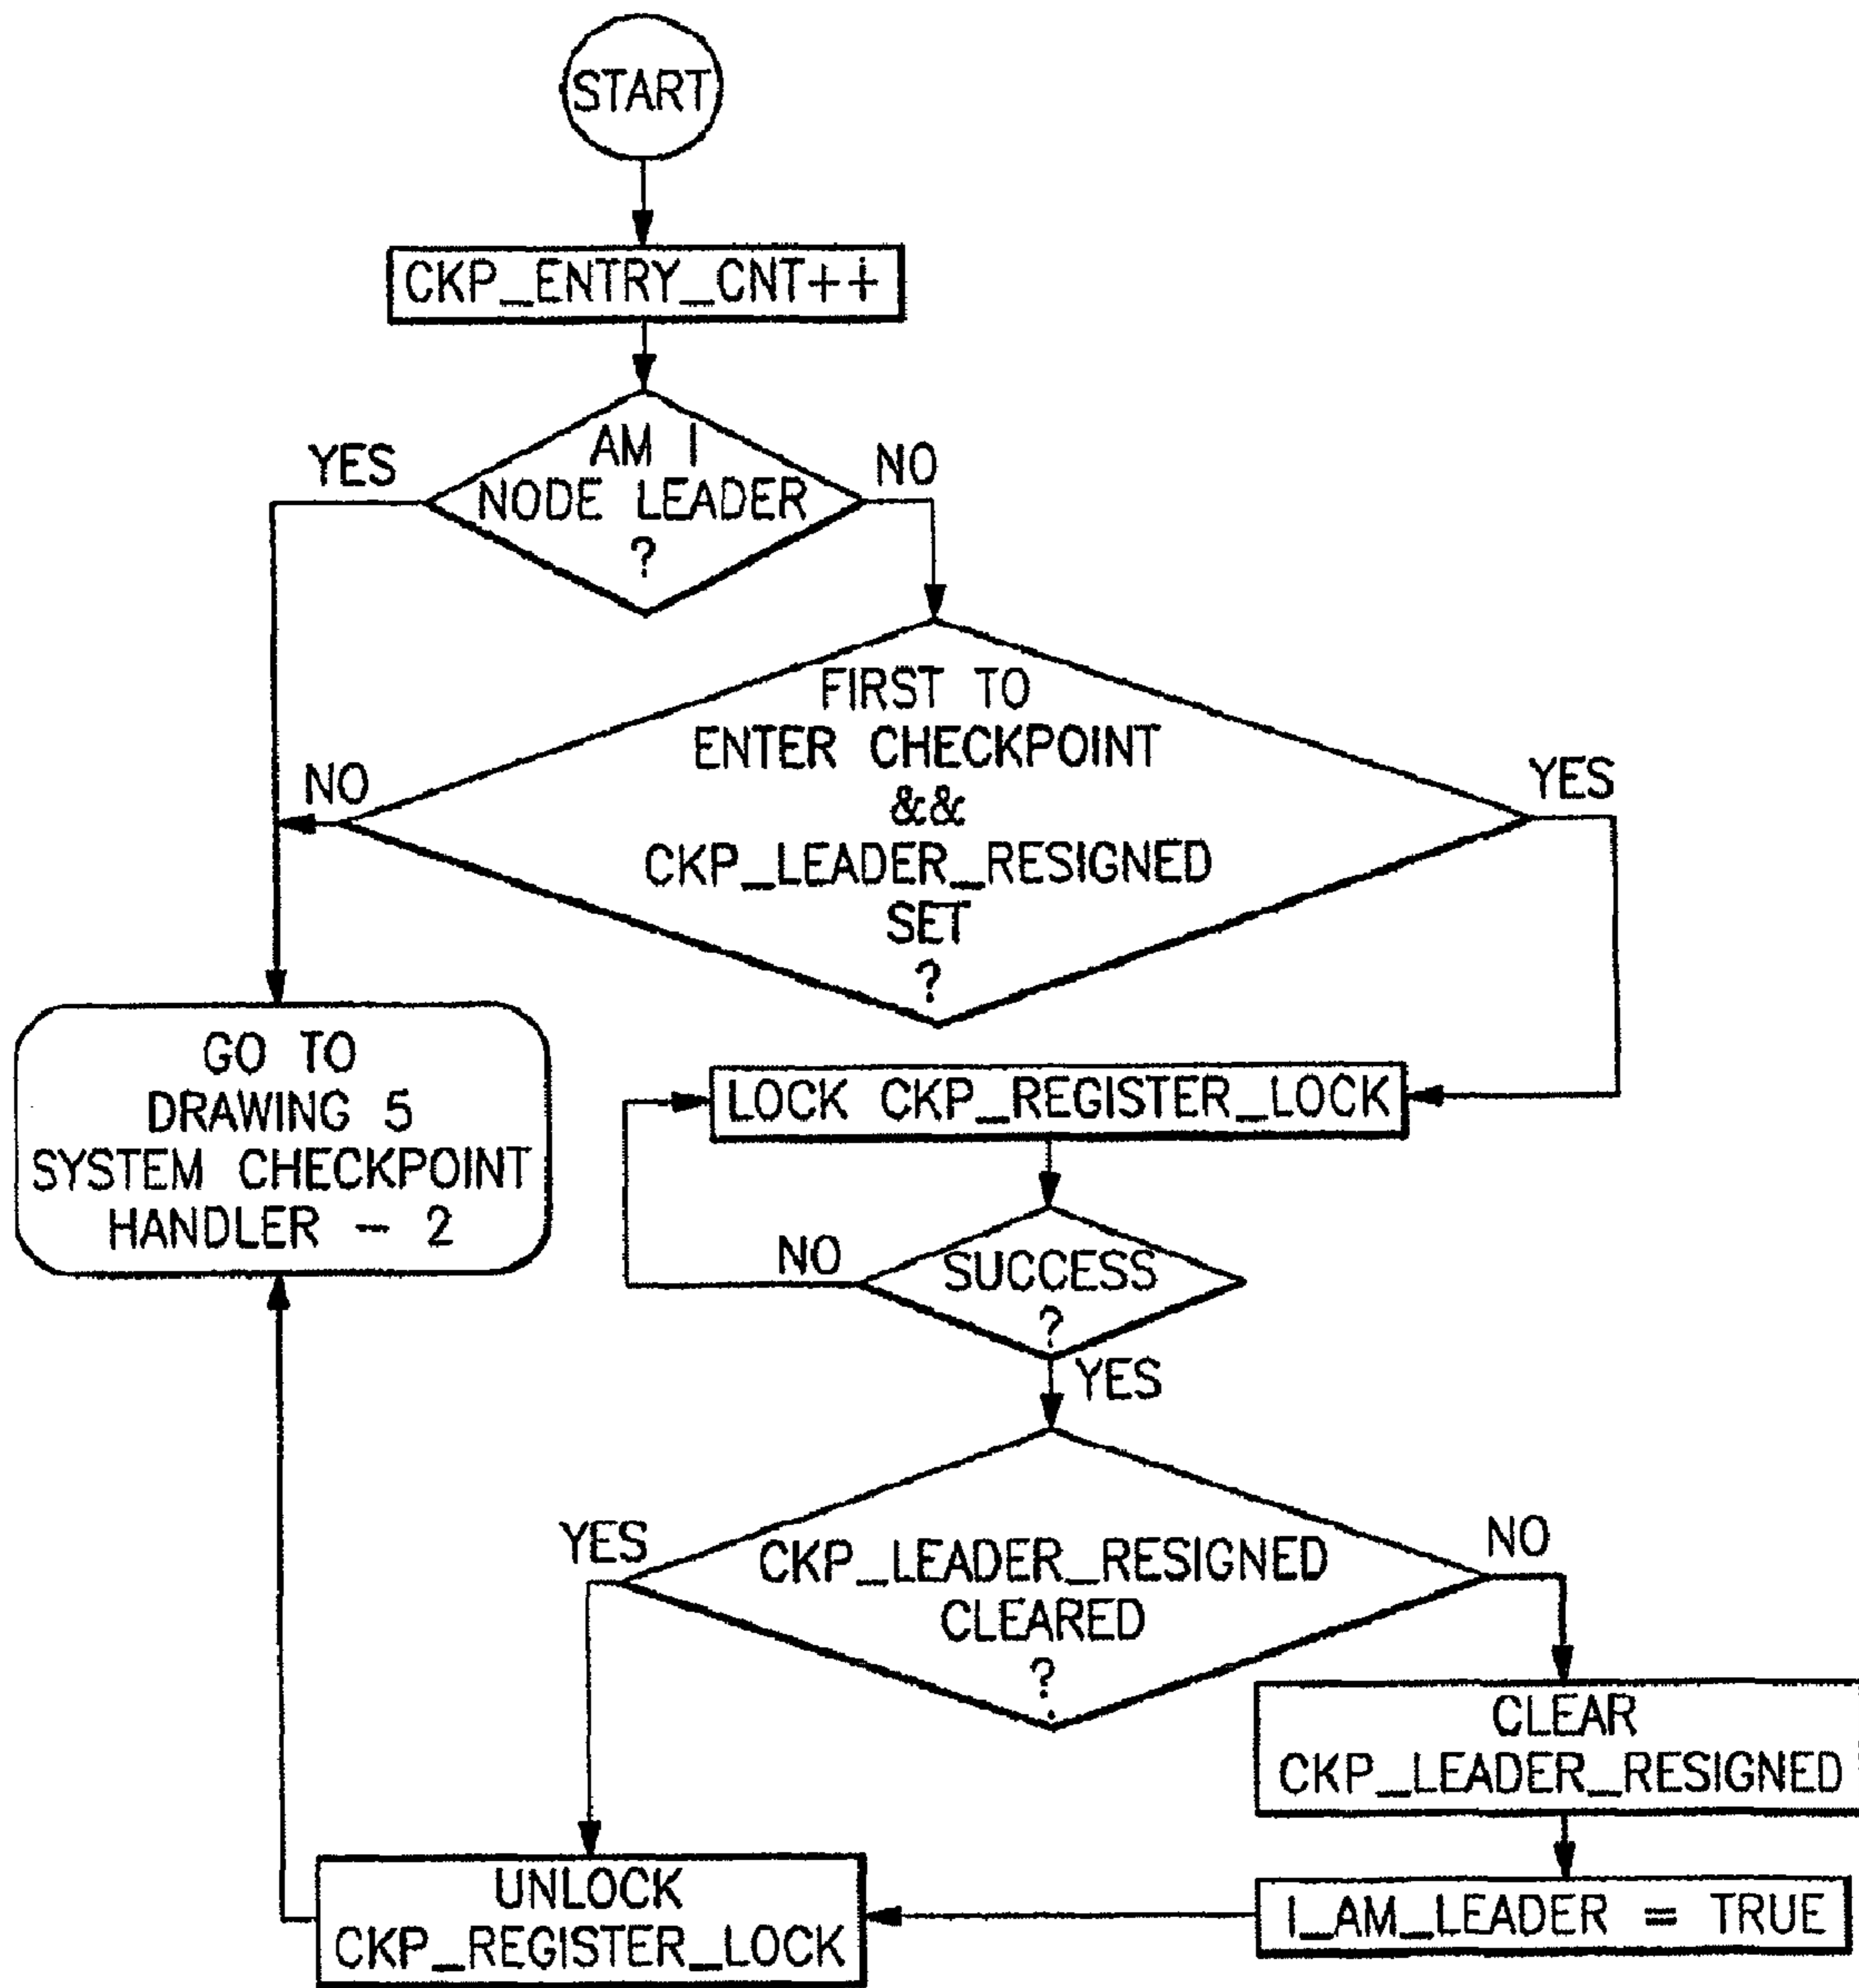 START
CKP_ENTRY_CNT++
AM I
NODE LEADER
?
YES
NO
FIRST TO
ENTER CHECKPOINT
&&
CKP_LEADER_RESIGNED
SET
?
NO
YES
GO TO
DRAWING 5
SYSTEM CHECKPOINT
HANDLER - 2
LOCK CKP_REGISTER_LOCK
SUCCESS
?
NO
YES
CKP_LEADER_RESIGNED
CLEARED
?
YES
NO
CLEAR
CKP_LEADER_RESIGNED
I_AM_LEADER = TRUE
UNLOCK
CKP_REGISTER_LOCK